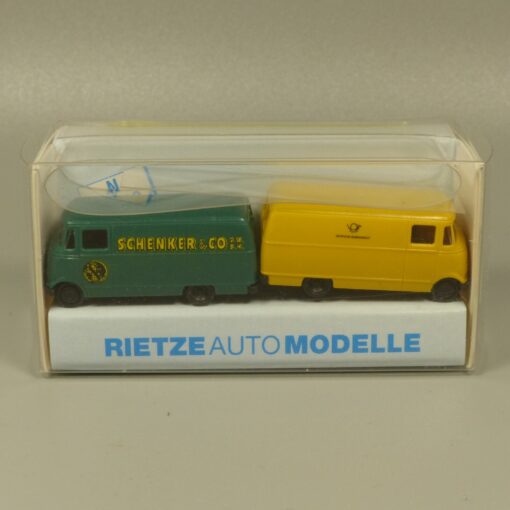 N
SCHENKER & CO
RIETZE AUTO MODELLE